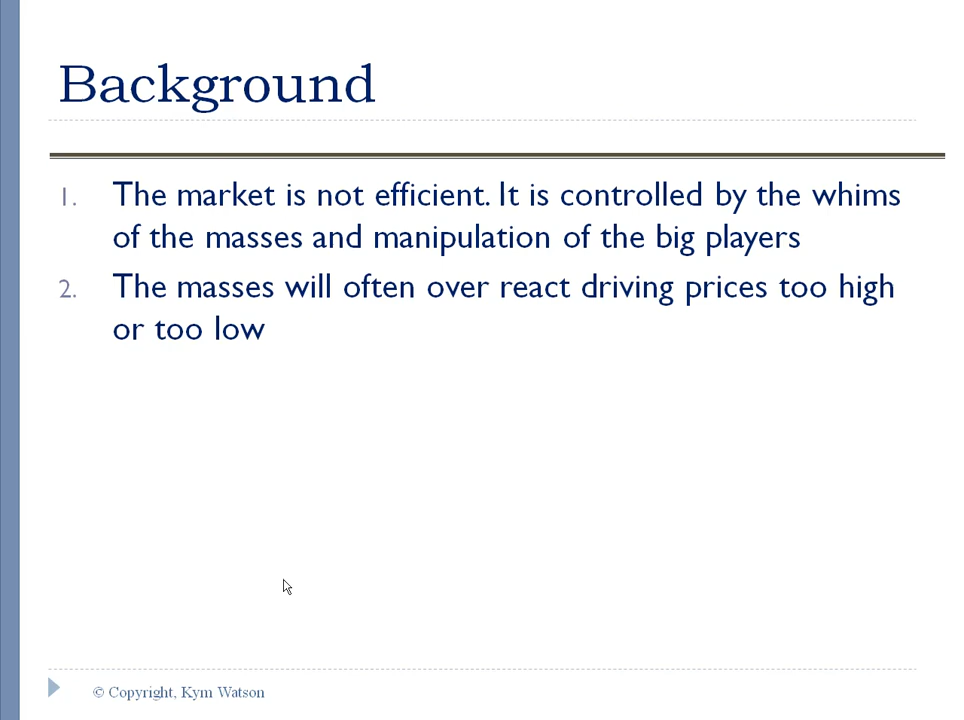 Background
1. The market is not efficient. It is controlled by the whims
of the masses and manipulation of the big players
2. The masses will often over react driving prices too high
or too low
© Copyright, Kym Watson